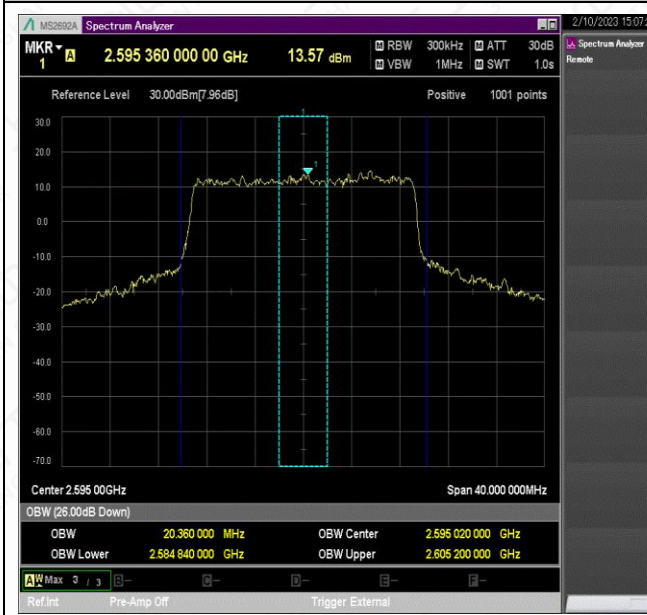 MS2692A Spectrum Analyzer
2/10/2023 15:07:
MKR 1 A 2.595 360 000 00 GHz 13.57 dBm
RBW 300kHz ATT 30dB
VBW 1MHz SWT 1.0s
Spectrum Analyzer
Remote
Reference Level 30.00dBm[7.96dB] Positive 1001 points
1
30.0
20.0
1
10.0
0.0
-10.0
-20.0
-30.0
-40.0
-50.0
-60.0
-70.0
Center 2.595 00GHz Span 40.000 000MHz
OBW (26.00dB Down)
OBW 20.360 000 MHz OBW Center 2.595 020 000 GHz
OBW Lower 2.584 840 000 GHz OBW Upper 2.605 200 000 GHz
A W Max 3 / 3 B- C- D- E- F-
Ref.Int Pre-Amp Off Trigger External